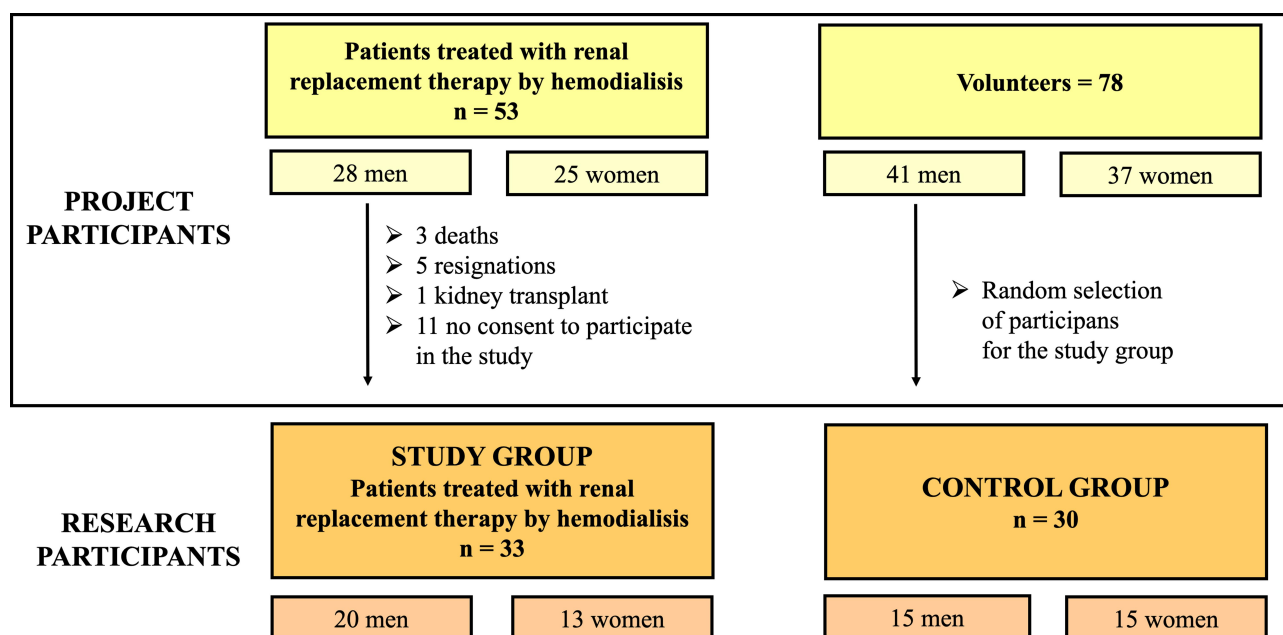 Patients treated with renal
replacement therapy by hemodialisis
n = 53
Volunteers = 78
28 men
25 women
41 men
37 women
PROJECT
PARTICIPANTS
➢ 3 deaths
➢ 5 resignations
➢ 1 kidney transplant
➢ 11 no consent to participate
in the study
➢ Random selection
of participans
for the study group
STUDY GROUP
Patients treated with renal
replacement therapy by hemodialisis
n = 33
CONTROL GROUP
n = 30
RESEARCH
PARTICIPANTS
20 men
13 women
15 men
15 women